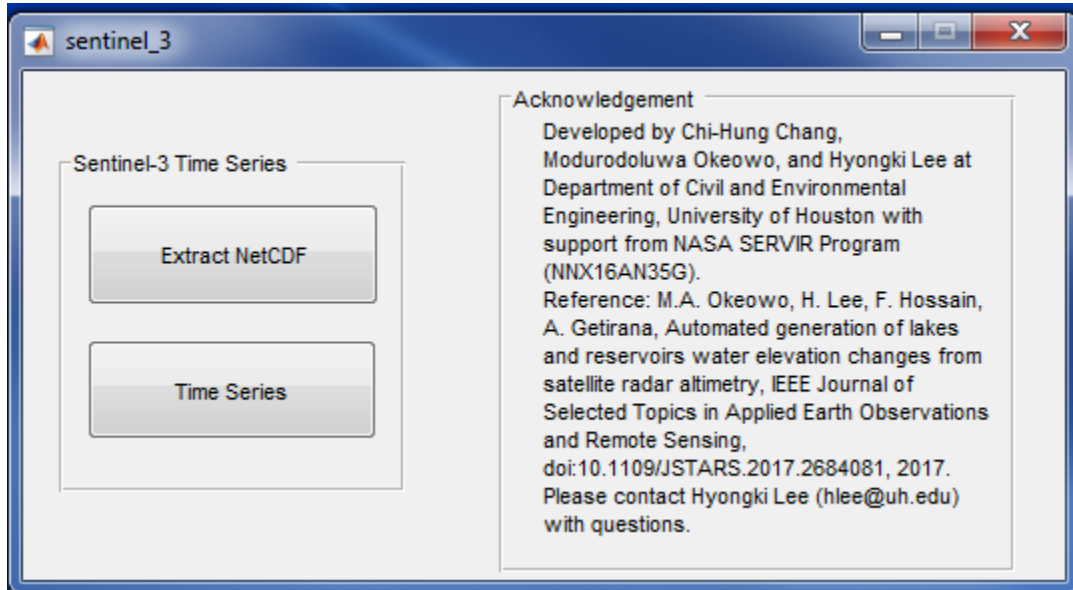 sentinel_3
Sentinel-3 Time Series
Extract NetCDF
Time Series
Acknowledgement
Developed by Chi-Hung Chang,
Modurodoluwa Okeowo, and Hyongki Lee at
Department of Civil and Environmental
Engineering, University of Houston with
support from NASA SERVIR Program
(NNX16AN35G).
Reference: M.A. Okeowo, H. Lee, F. Hossain,
A. Getirana, Automated generation of lakes
and reservoirs water elevation changes from
satellite radar altimetry, IEEE Journal of
Selected Topics in Applied Earth Observations
and Remote Sensing,
doi:10.1109/JSTARS.2017.2684081, 2017.
Please contact Hyongki Lee (hlee@uh.edu)
with questions.